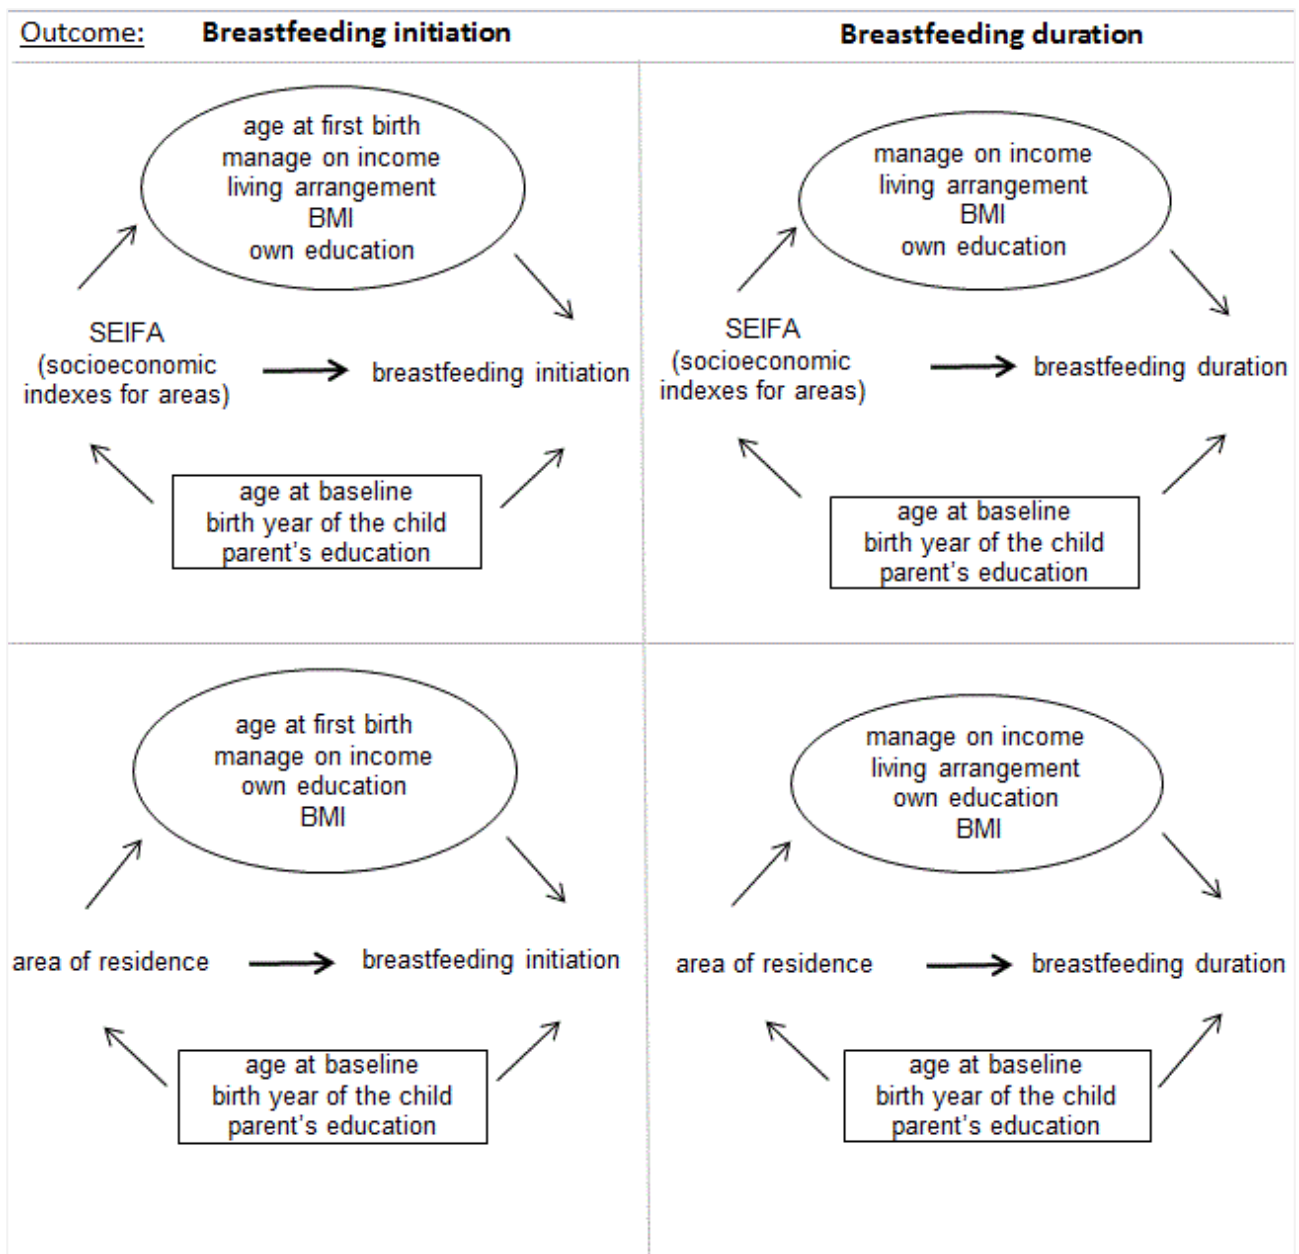 Outcome: Breastfeeding initiation
Breastfeeding duration
age at first birth
manage on income
living arrangement
BMI
own education
SEIFA
(socioeconomic
indexes for areas)
breastfeeding initiation
age at baseline
birth year of the child
parent's education
manage on income
living arrangement
BMI
own education
SEIFA
(socioeconomic
indexes for areas)
breastfeeding duration
age at baseline
birth year of the child
parent's education
age at first birth
manage on income
own education
BMI
area of residence
breastfeeding initiation
age at baseline
birth year of the child
parent's education
manage on income
living arrangement
own education
BMI
area of residence
breastfeeding duration
age at baseline
birth year of the child
parent's education